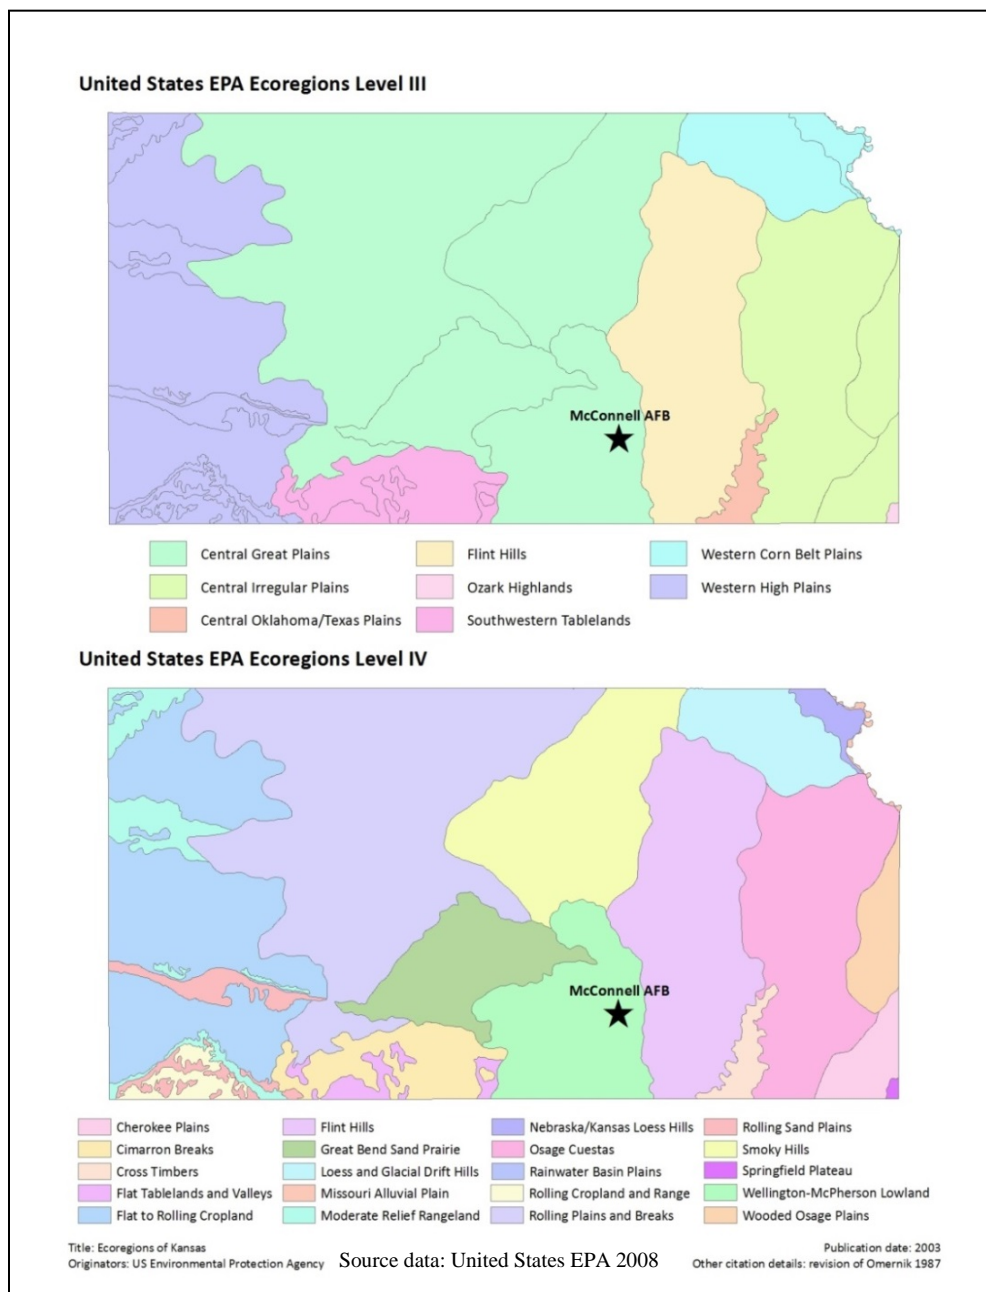 United States EPA Ecoregions Level III
McConnell AFB
Central Great Plains
Flint Hills
Western Corn Belt Plains
Central Irregular Plains
Ozark Highlands
Western High Plains
Central Oklahoma/Texas Plains
Southwestern Tablelands
United States EPA Ecoregions Level IV
McConnell AFB
Cherokee Plains
Flint Hills
Nebraska/Kansas Loess Hills
Rolling Sand Plains
Cimarron Breaks
Great Bend Sand Prairie
Osage Cuestas
Smoky Hills
Cross Timbers
Loess and Glacial Drift Hills
Rainwater Basin Plains
Springfield Plateau
Flat Tablelands and Valleys
Missouri Alluvial Plain
Rolling Cropland and Range
Wellington-McPherson Lowland
Flat to Rolling Cropland
Moderate Relief Rangeland
Rolling Plains and Breaks
Wooded Osage Plains
Title: Ecoregions of Kansas
Originators: US Environmental Protection Agency
Source data: United States EPA 2008
Publication date: 2003
Other citation details: revision of Omernik 1987